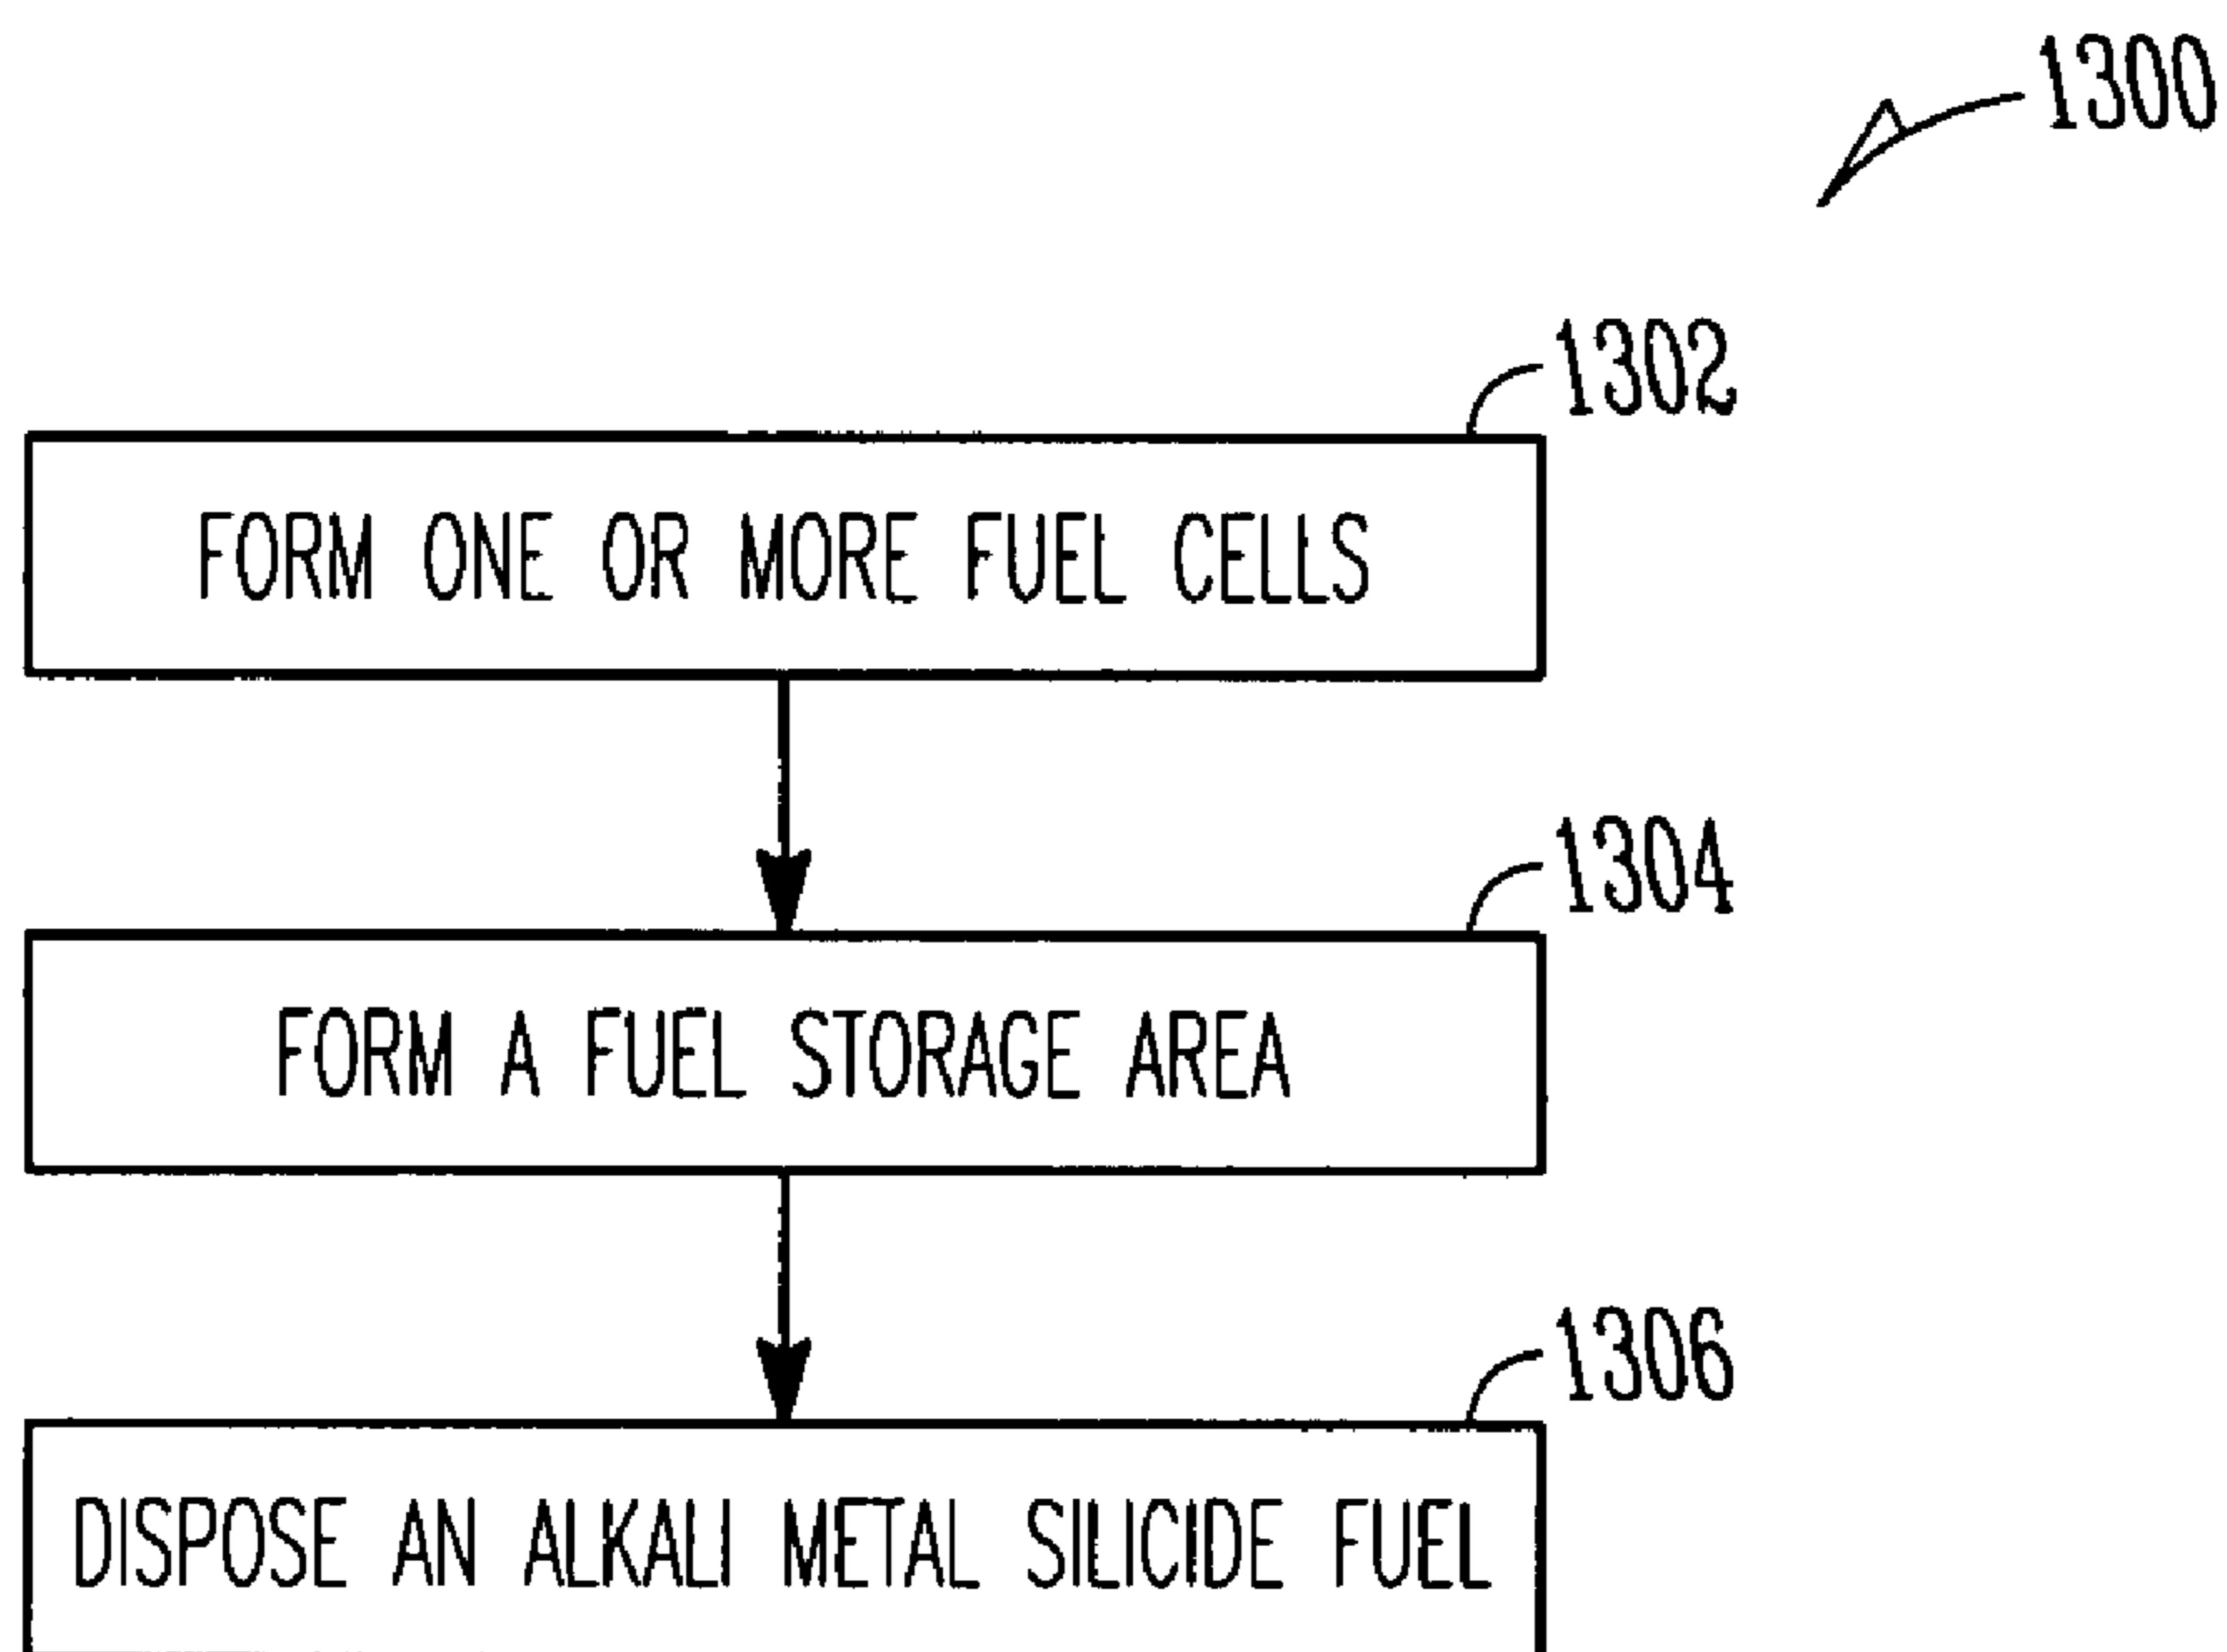 1300
1302
FORM ONE OR MORE FUEL CELLS
1304
FORM A FUEL STORAGE AREA
1306
DISPOSE AN ALKALI METAL SILICIDE FUEL